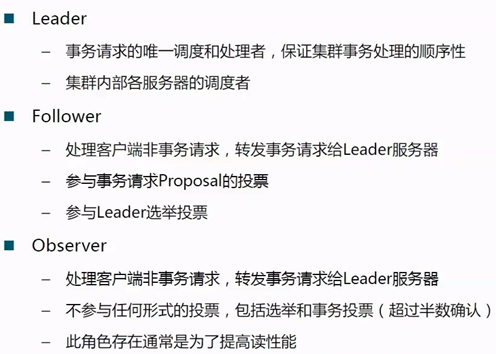 Leader
– 事务请求的唯一调度和处理者，保证集群事务处理的顺序性
– 集群内部各服务器的调度者
Follower
– 处理客户端非事务请求，转发事务请求给Leader服务器
– 参与事务请求Proposal的投票
– 参与Leader选举投票
Observer
– 处理客户端非事务请求，转发事务请求给Leader服务器
– 不参与任何形式的投票，包括选举和事务投票（超过半数确认）
– 此角色存在通常是为了提高读性能